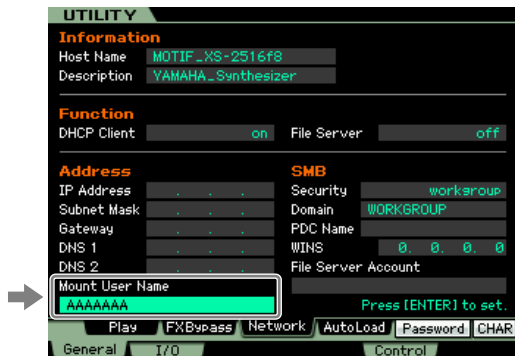 UTILITY
Information
Host Name MOTIF_XS-2516f8
Description YAMAHA_Synthesizer
Function
DHCP Client on File Server off
Address SMB
IP Address . . . Security workgroup
Subnet Mask . . . Domain WORKGROUP
Gateway . . . PDC Name
DNS 1 . . . WINS 0. 0. 0. 0
DNS 2 . . . File Server Account
Mount User Name
AAAAAAA Press [ENTER] to set.
Play FXBypass Network AutoLoad Password CHAR
General I/O Control